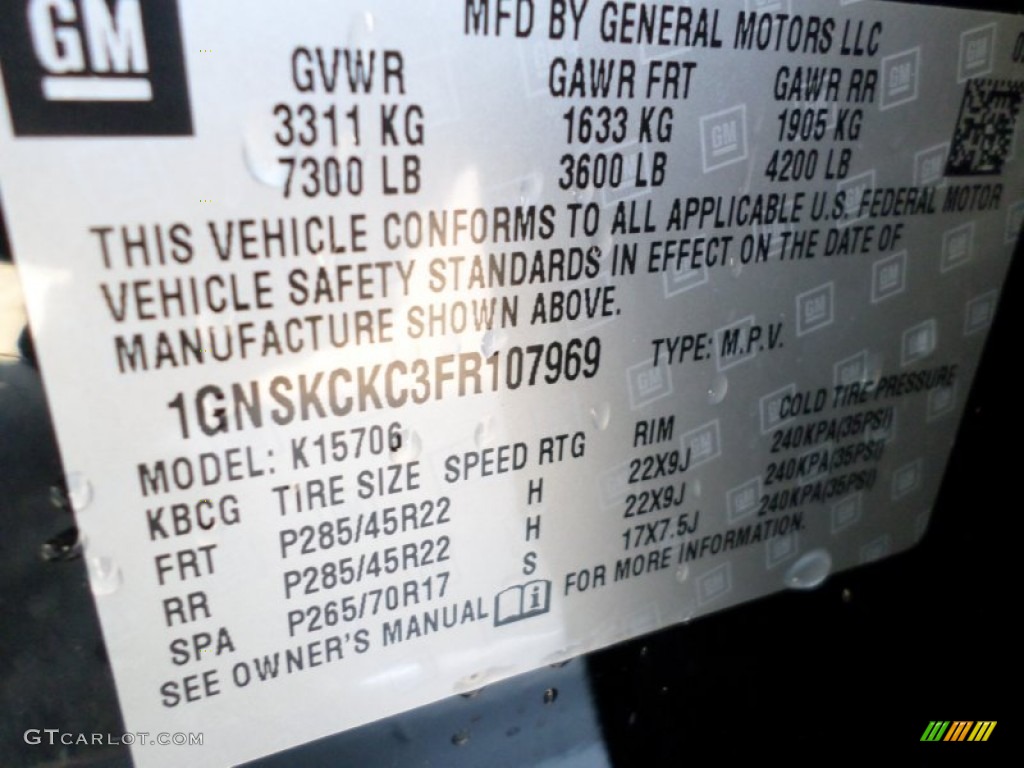 GM
MFD BY GENERAL MOTORS LLC
GVWR GAWR FRT GAWR RR
3311 KG 1633 KG 1905 KG
7300 LB 3600 LB 4200 LB
THIS VEHICLE CONFORMS TO ALL APPLICABLE U.S. FEDERAL MOTOR
VEHICLE SAFETY STANDARDS IN EFFECT ON THE DATE OF
MANUFACTURE SHOWN ABOVE.
1GNSKCKC3FR107969 TYPE: M.P.V.
MODEL: K15706
KBCG TIRE SIZE SPEED RTG RIM COLD TIRE PRESSURE
FRT P285/45R22 H 22X9J 240KPA(35PSI)
RR P285/45R22 H 22X9J 240KPA(35PSI)
SPA P265/70R17 S 17X7.5J 240KPA(35PSI)
SEE OWNER'S MANUAL i FOR MORE INFORMATION.
GTCARLOT.COM